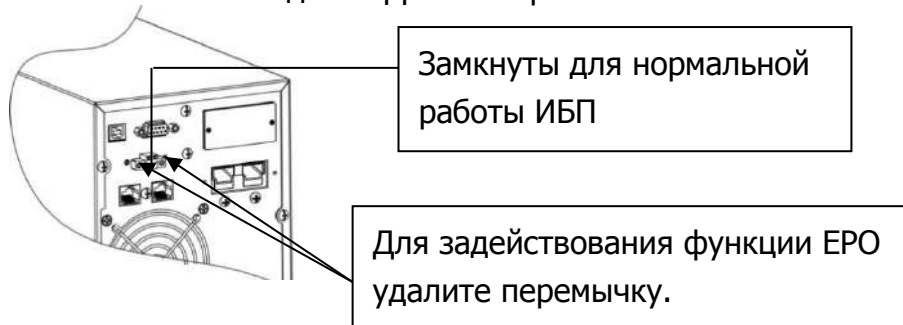 Замкнуты для нормальной
работы ИБП
Для задействования функции EPO
удалите перемычку.